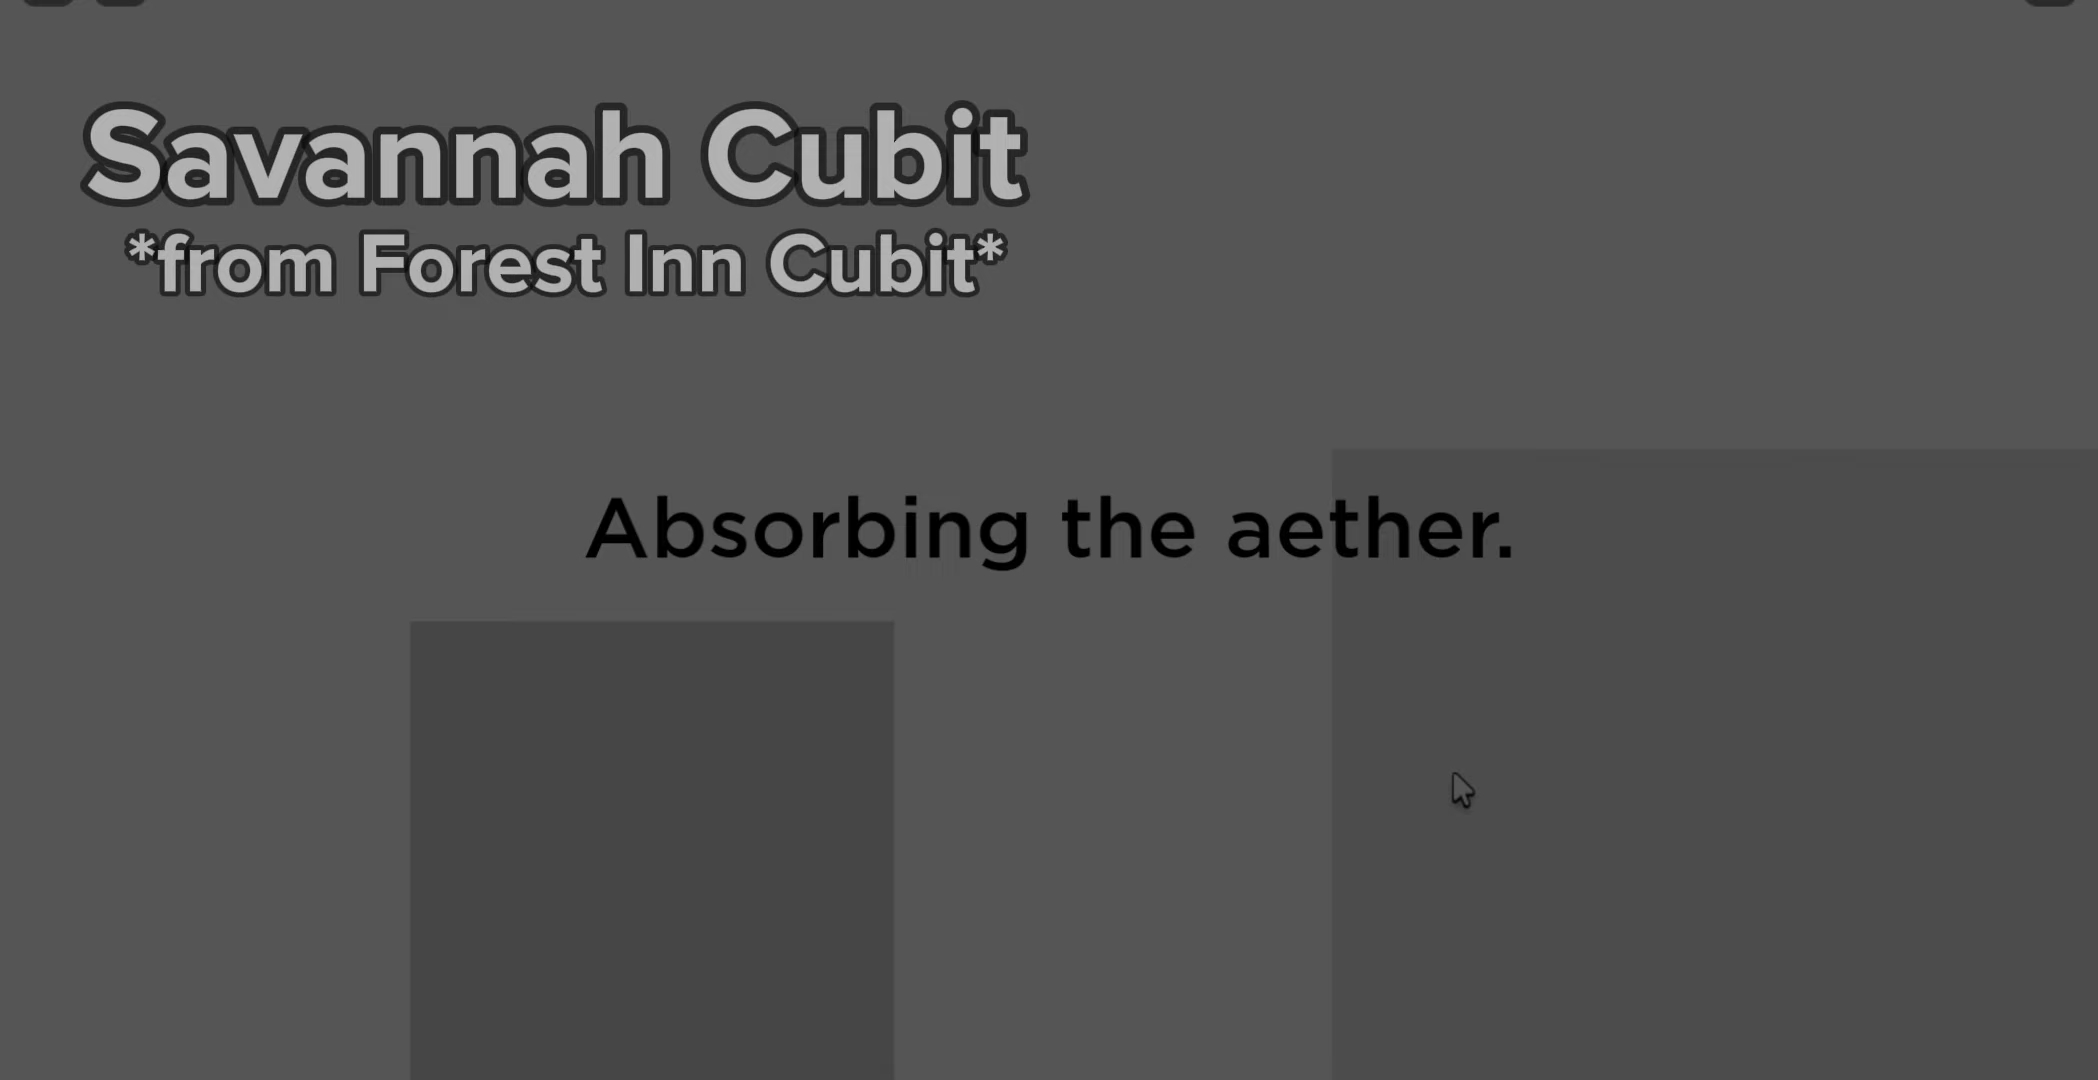 Savannah Cubit
*from Forest Inn Cubit*
Absorbing the aether.